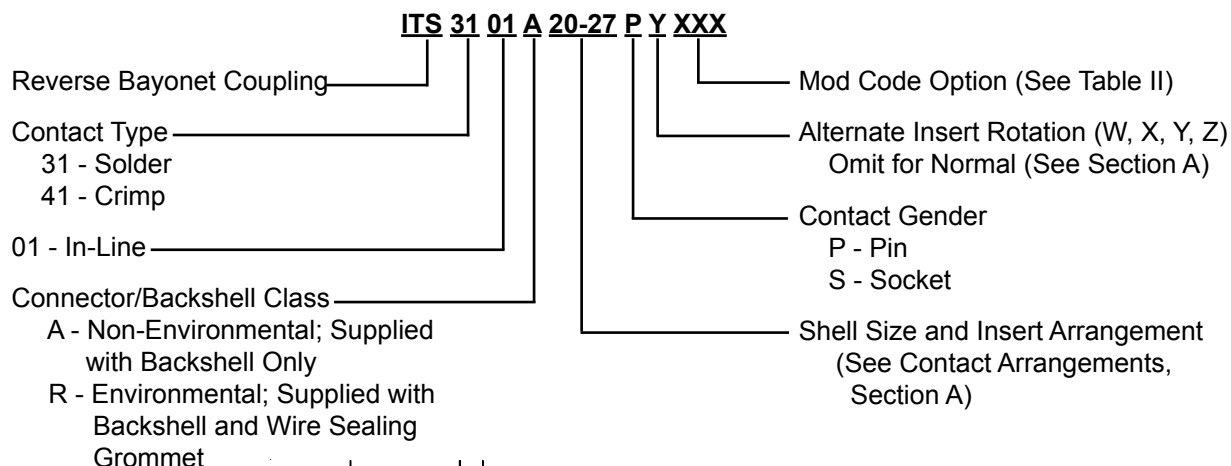 ITS 31 01 A 20-27 P Y XXX
Reverse Bayonet Coupling
Contact Type
31 - Solder
41 - Crimp
01 - In-Line
Connector/Backshell Class
A - Non-Environmental; Supplied
with Backshell Only
R - Environmental; Supplied with
Backshell and Wire Sealing
Grommet
Mod Code Option (See Table II)
Alternate Insert Rotation (W, X, Y, Z)
Omit for Normal (See Section A)
Contact Gender
P - Pin
S - Socket
Shell Size and Insert Arrangement
(See Contact Arrangements,
Section A)